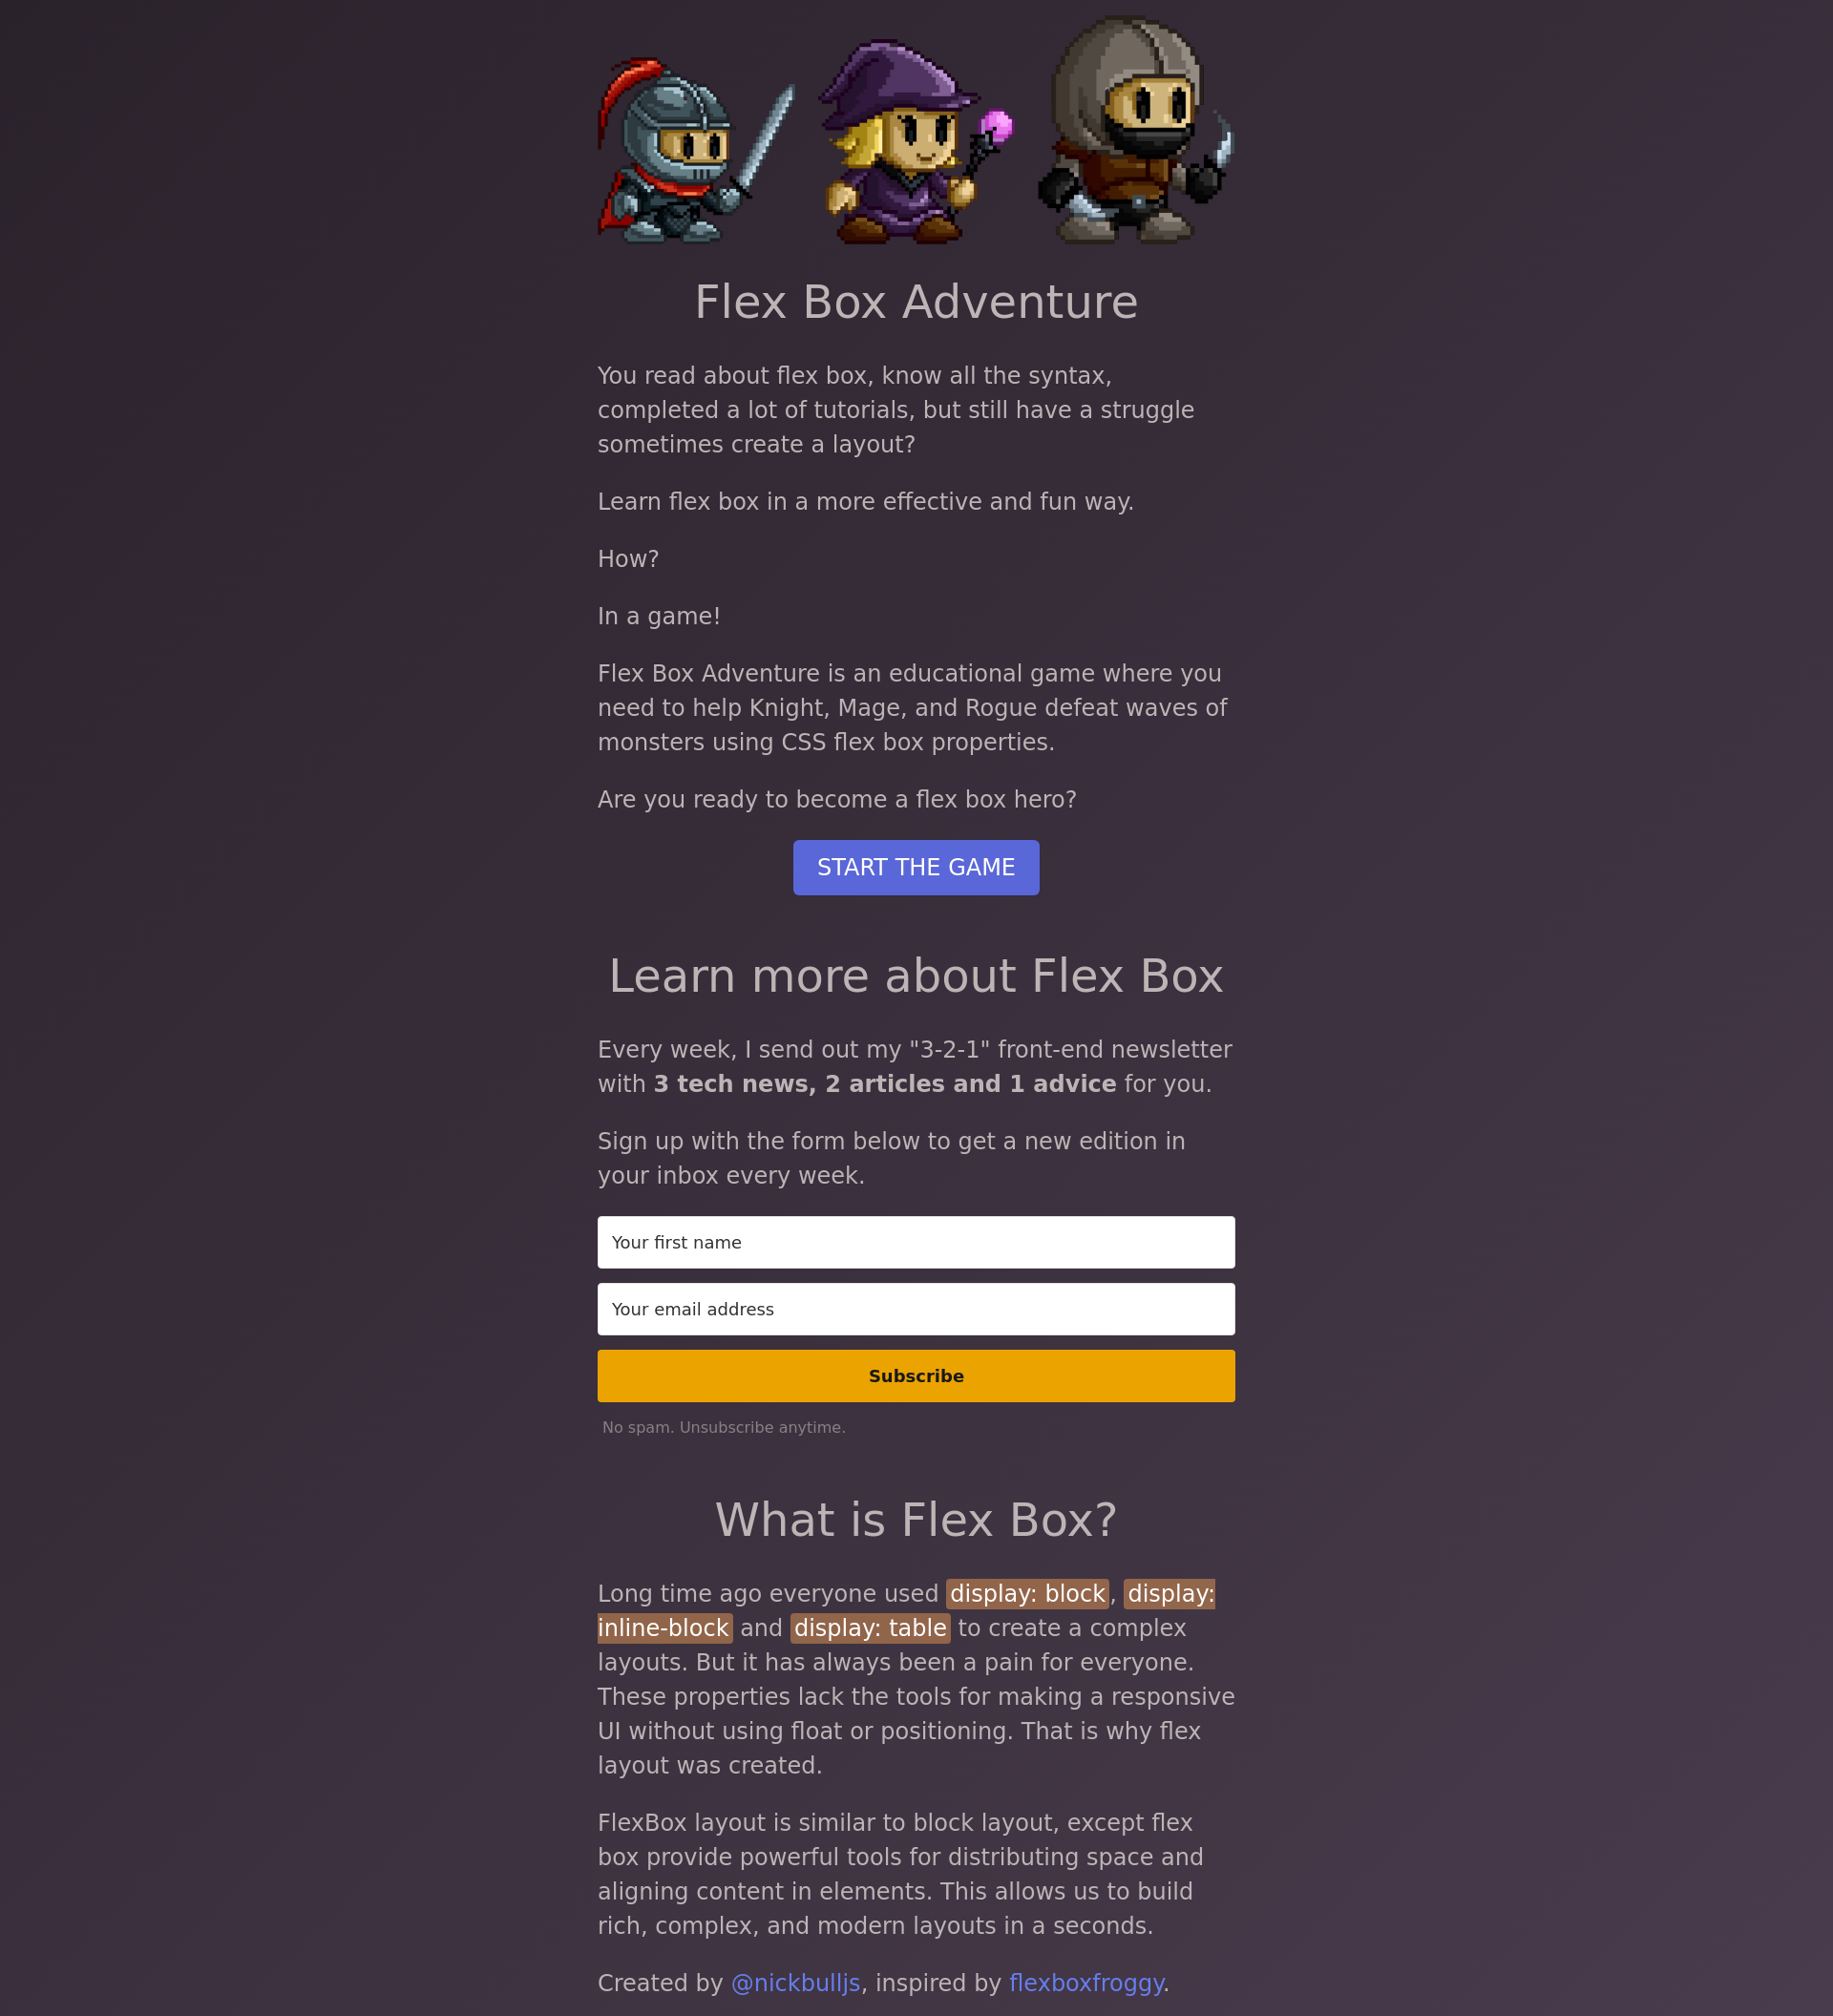 Flex Box Adventure
You read about flex box, know all the syntax,
completed a lot of tutorials, but still have a struggle
sometimes create a layout?
Learn flex box in a more effective and fun way.
How?
In a game!
Flex Box Adventure is an educational game where you
need to help Knight, Mage, and Rogue defeat waves of
monsters using CSS flex box properties.
Are you ready to become a flex box hero?
START THE GAME
Learn more about Flex Box
Every week, I send out my "3-2-1" front-end newsletter
with 3 tech news, 2 articles and 1 advice for you.
Sign up with the form below to get a new edition in
your inbox every week.
Your first name
Your email address
Subscribe
No spam. Unsubscribe anytime.
What is Flex Box?
Long time ago everyone used display: block, display:
inline-block and display: table to create a complex
layouts. But it has always been a pain for everyone.
These properties lack the tools for making a responsive
UI without using float or positioning. That is why flex
layout was created.
FlexBox layout is similar to block layout, except flex
box provide powerful tools for distributing space and
aligning content in elements. This allows us to build
rich, complex, and modern layouts in a seconds.
Created by @nickbulljs, inspired by flexboxfroggy.